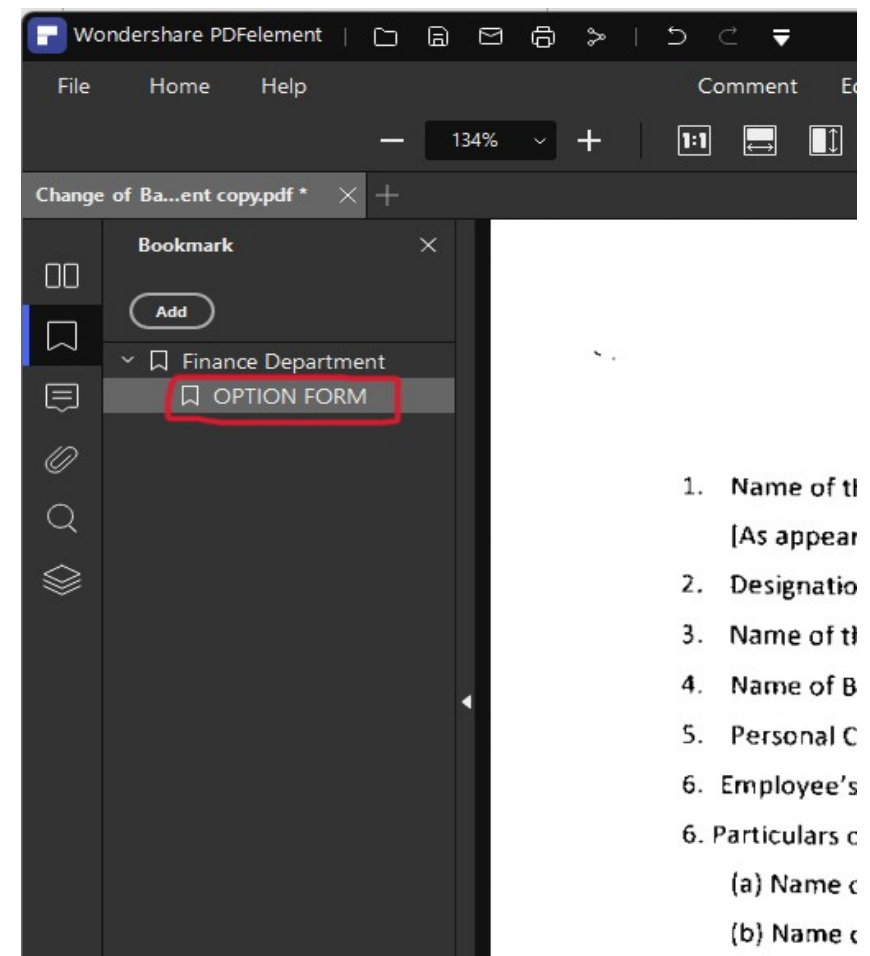 Wondershare PDFelement
File Home Help Comment
134%
1:1
Change of Ba...ent copy.pdf *
Bookmark
Add
Finance Department
OPTION FORM
1. Name of
[As appear
2. Designatio
3. Name of
4. Name of B
5. Personal C
6. Employee's
6. Particulars
(a) Name
(b) Name